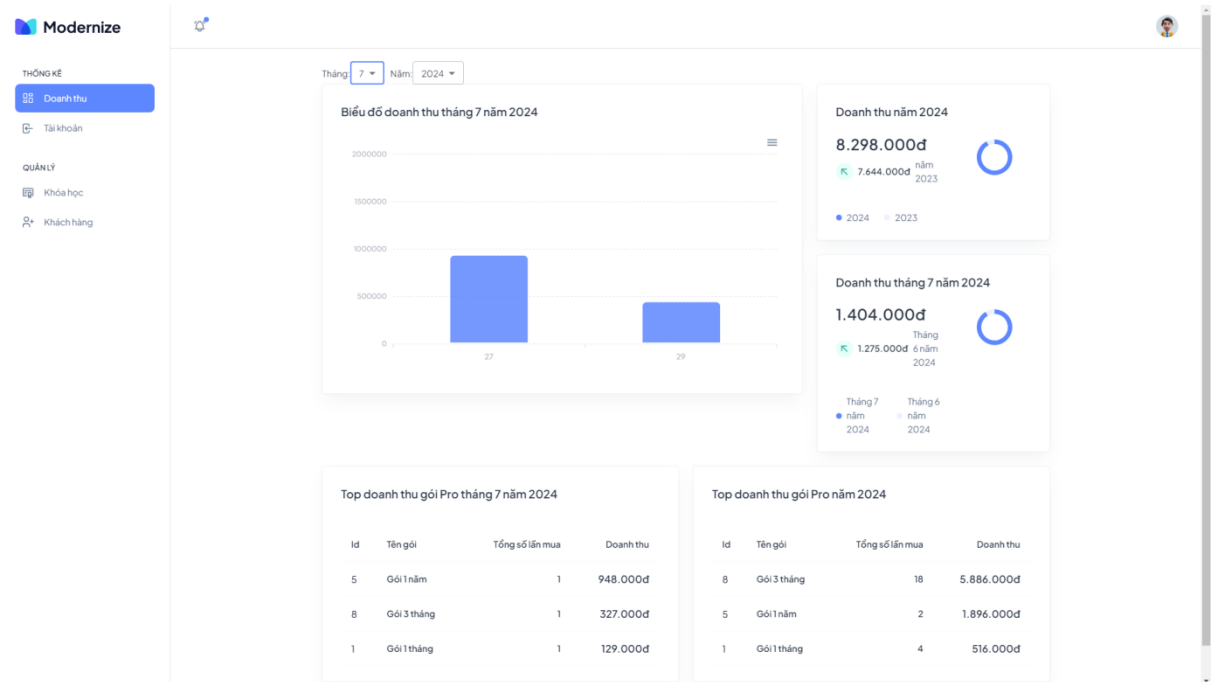 Modernize
THỐNG KÊ
Doanh thu
Tài khoản
QUẢN LÝ
Khóa học
Khách hàng
Tháng: 7 Năm: 2024
Biểu đồ doanh thu tháng 7 năm 2024
2000000
1500000
1000000
500000
0
27 29
Doanh thu năm 2024
8.298.000đ
7.644.000đ năm 2023
2024 2023
Doanh thu tháng 7 năm 2024
1.404.000đ
1.275.000đ Tháng 6 năm 2024
Tháng 7 năm 2024 Tháng 6 năm 2024
Top doanh thu gói Pro tháng 7 năm 2024
Id Tên gói Tổng số lần mua Doanh thu
5 Gói 1 năm 1 948.000đ
8 Gói 3 tháng 1 327.000đ
1 Gói 1 tháng 1 129.000đ
Top doanh thu gói Pro năm 2024
Id Tên gói Tổng số lần mua Doanh thu
8 Gói 3 tháng 18 5.886.000đ
5 Gói 1 năm 2 1.896.000đ
1 Gói 1 tháng 4 516.000đ